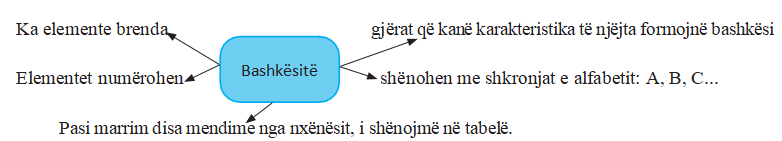 Ka elemente brenda
gjërat që kanë karakteristika të njëjta formojnë bashkësi
Bashkësitë
Elementet numërohen
shënohen me shkronjat e alfabetit: A, B, C...
Pasi marrim disa mendime nga nxënësit, i shënojmë në tabelë.